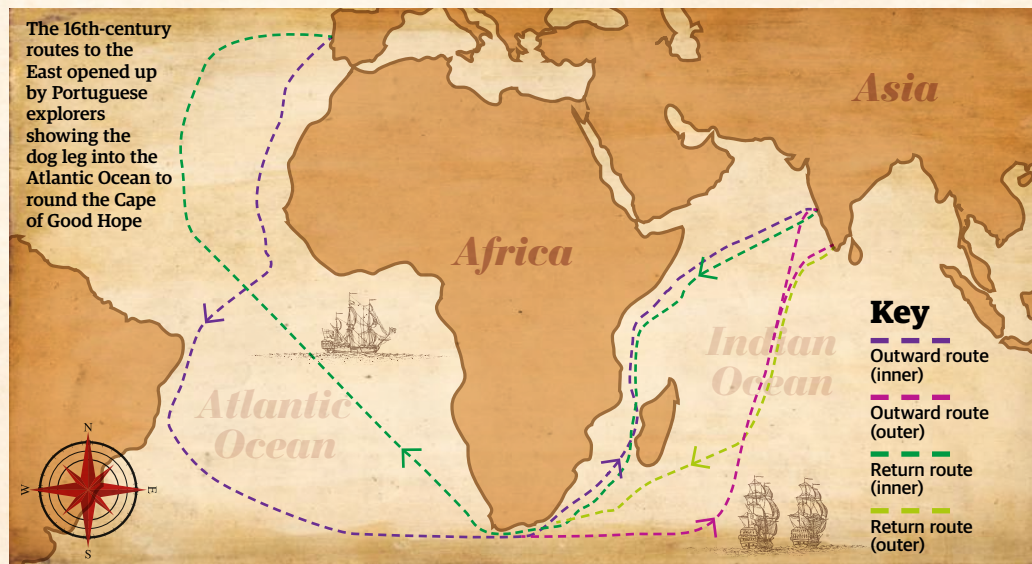 The 16th-century
routes to the
East opened up
by Portuguese
explorers
showing the
dog leg into the
Atlantic Ocean to
round the Cape
of Good Hope
Asia
Africa
Indian
Ocean
Atlantic
Ocean
N
W
E
S
Key
Outward route
(inner)
Outward route
(outer)
Return route
(inner)
Return route
(outer)